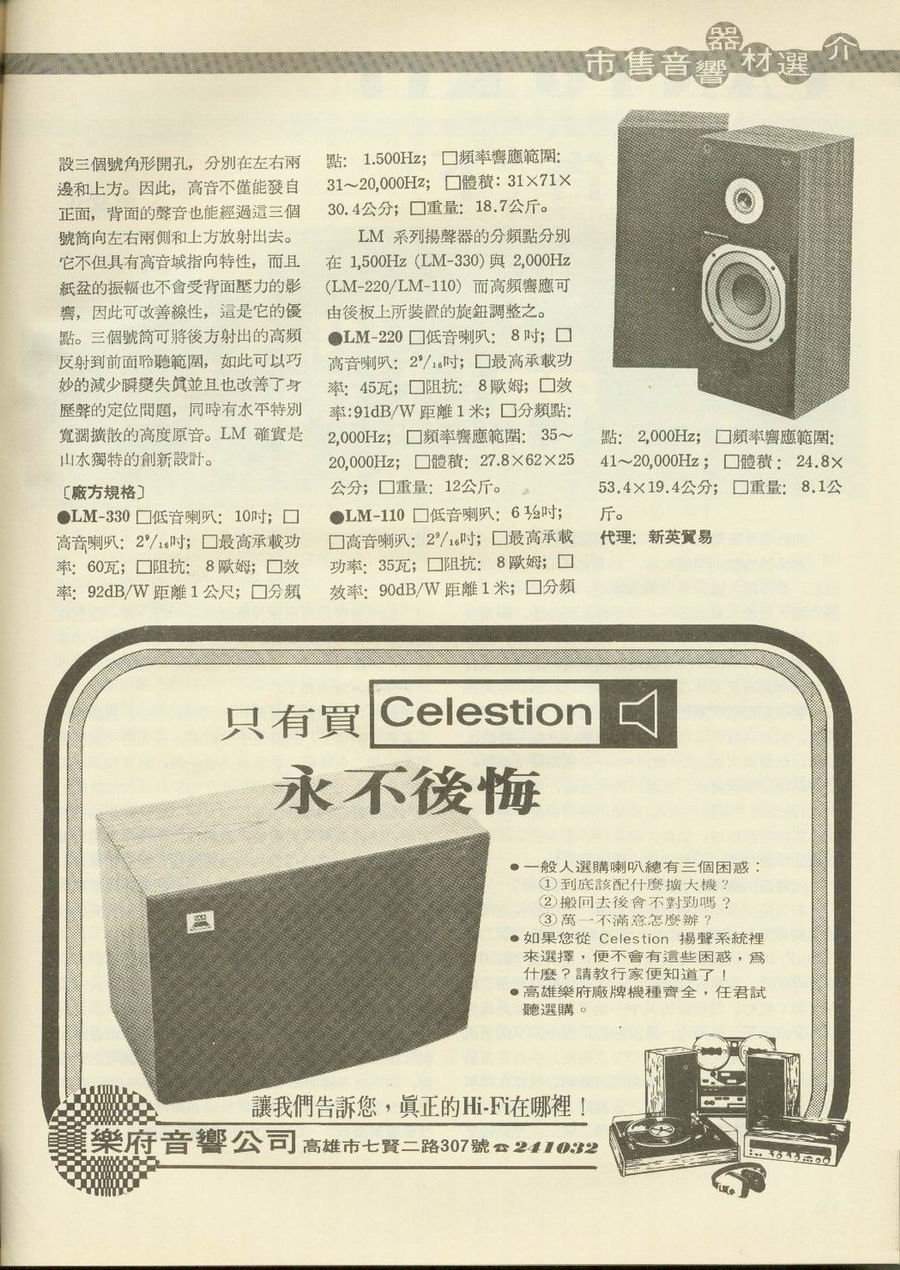 市售音響器材選介
設三個號角形開孔，分別在左右兩
邊和上方。因此，高音不僅能發自
正面，背面的聲音也能經過這三個
號筒向左右兩側和上方放射出去。
它不但具有高音域指向特性，而且
紙盆的振幅也不會受背面壓力的影
響，因此可改善線性，這是它的優
點。三個號筒可將後方射出的高頻
反射到前面聆聽範圍，如此可以巧
妙的減少瞬變失眞並且也改善了身
歷聲的定位問題，同時有水平特別
寬濶擴散的高度原音。LM 確實是
山水獨特的創新設計。
〔廠方規格〕
●LM-330 □低音喇叭：10吋；□
高音喇叭：2⁹/₁₆吋；□最高承載功
率：60瓦；□阻抗：8歐姆；□效
率：92dB/W 距離1公尺；□分頻
點：1.500Hz；□頻率響應範圍：
31～20,000Hz；□體積：31×71×
30.4公分；□重量：18.7公斤。
LM 系列揚聲器的分頻點分別
在 1,500Hz (LM-330) 與 2,000Hz
(LM-220/LM-110) 而高頻響應可
由後板上所裝置的旋鈕調整之。
●LM-220 □低音喇叭：8吋；□
高音喇叭：2⁹/₁₆吋；□最高承載功
率：45瓦；□阻抗：8歐姆；□效
率:91dB/W 距離1米；□分頻點：
2,000Hz；□頻率響應範圍：35～
20,000Hz；□體積：27.8×62×25
公分；□重量：12公斤。
●LM-110 □低音喇叭：6½吋；
□高音喇叭：2⁹/₁₆吋；□最高承載
功率：35瓦；□阻抗：8歐姆；□
效率：90dB/W 距離1米；□分頻
點：2,000Hz；□頻率響應範圍：
41～20,000Hz；□體積：24.8×
53.4×19.4公分；□重量：8.1公
斤。
代理：新英貿易
只有買 Celestion
永不後悔
●一般人選購喇叭總有三個困惑：
①到底該配什麼擴大機？
②搬回去後會不對勁嗎？
③萬一不滿意怎麼辦？
●如果您從 Celestion 揚聲系統裡
來選擇，便不會有這些困惑，爲
什麼？請教行家便知道了！
●高雄樂府廠牌機種齊全，任君試
聽選購。
讓我們告訴您，眞正的Hi-Fi在哪裡！
樂府音響公司 高雄市七賢二路307號 ☎241032